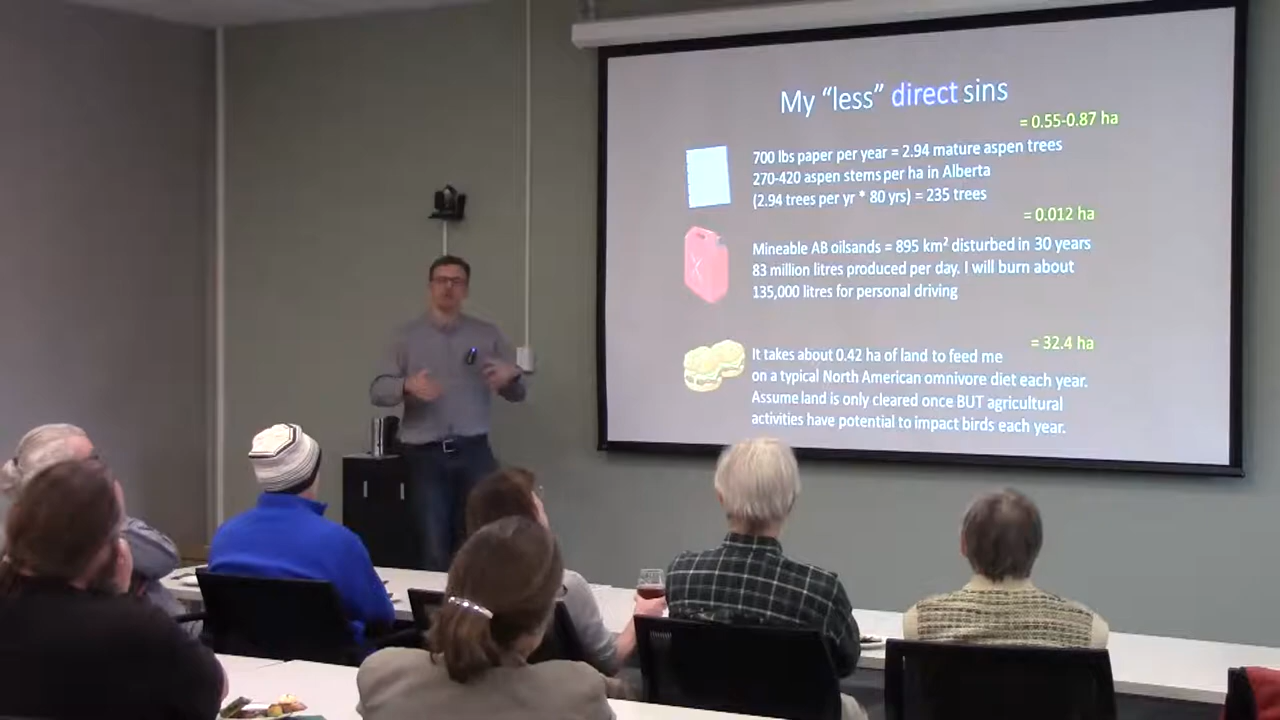 My “less” direct sins
= 0.55-0.87 ha
700 lbs paper per year = 2.94 mature aspen trees
270-420 aspen stems per ha in Alberta
(2.94 trees per yr * 80 yrs) = 235 trees
= 0.012 ha
Mineable AB oilsands = 895 km² disturbed in 30 years
83 million litres produced per day. I will burn about
135,000 litres for personal driving
= 32.4 ha
It takes about 0.42 ha of land to feed me
on a typical North American omnivore diet each year.
Assume land is only cleared once BUT agricultural
activities have potential to impact birds each year.